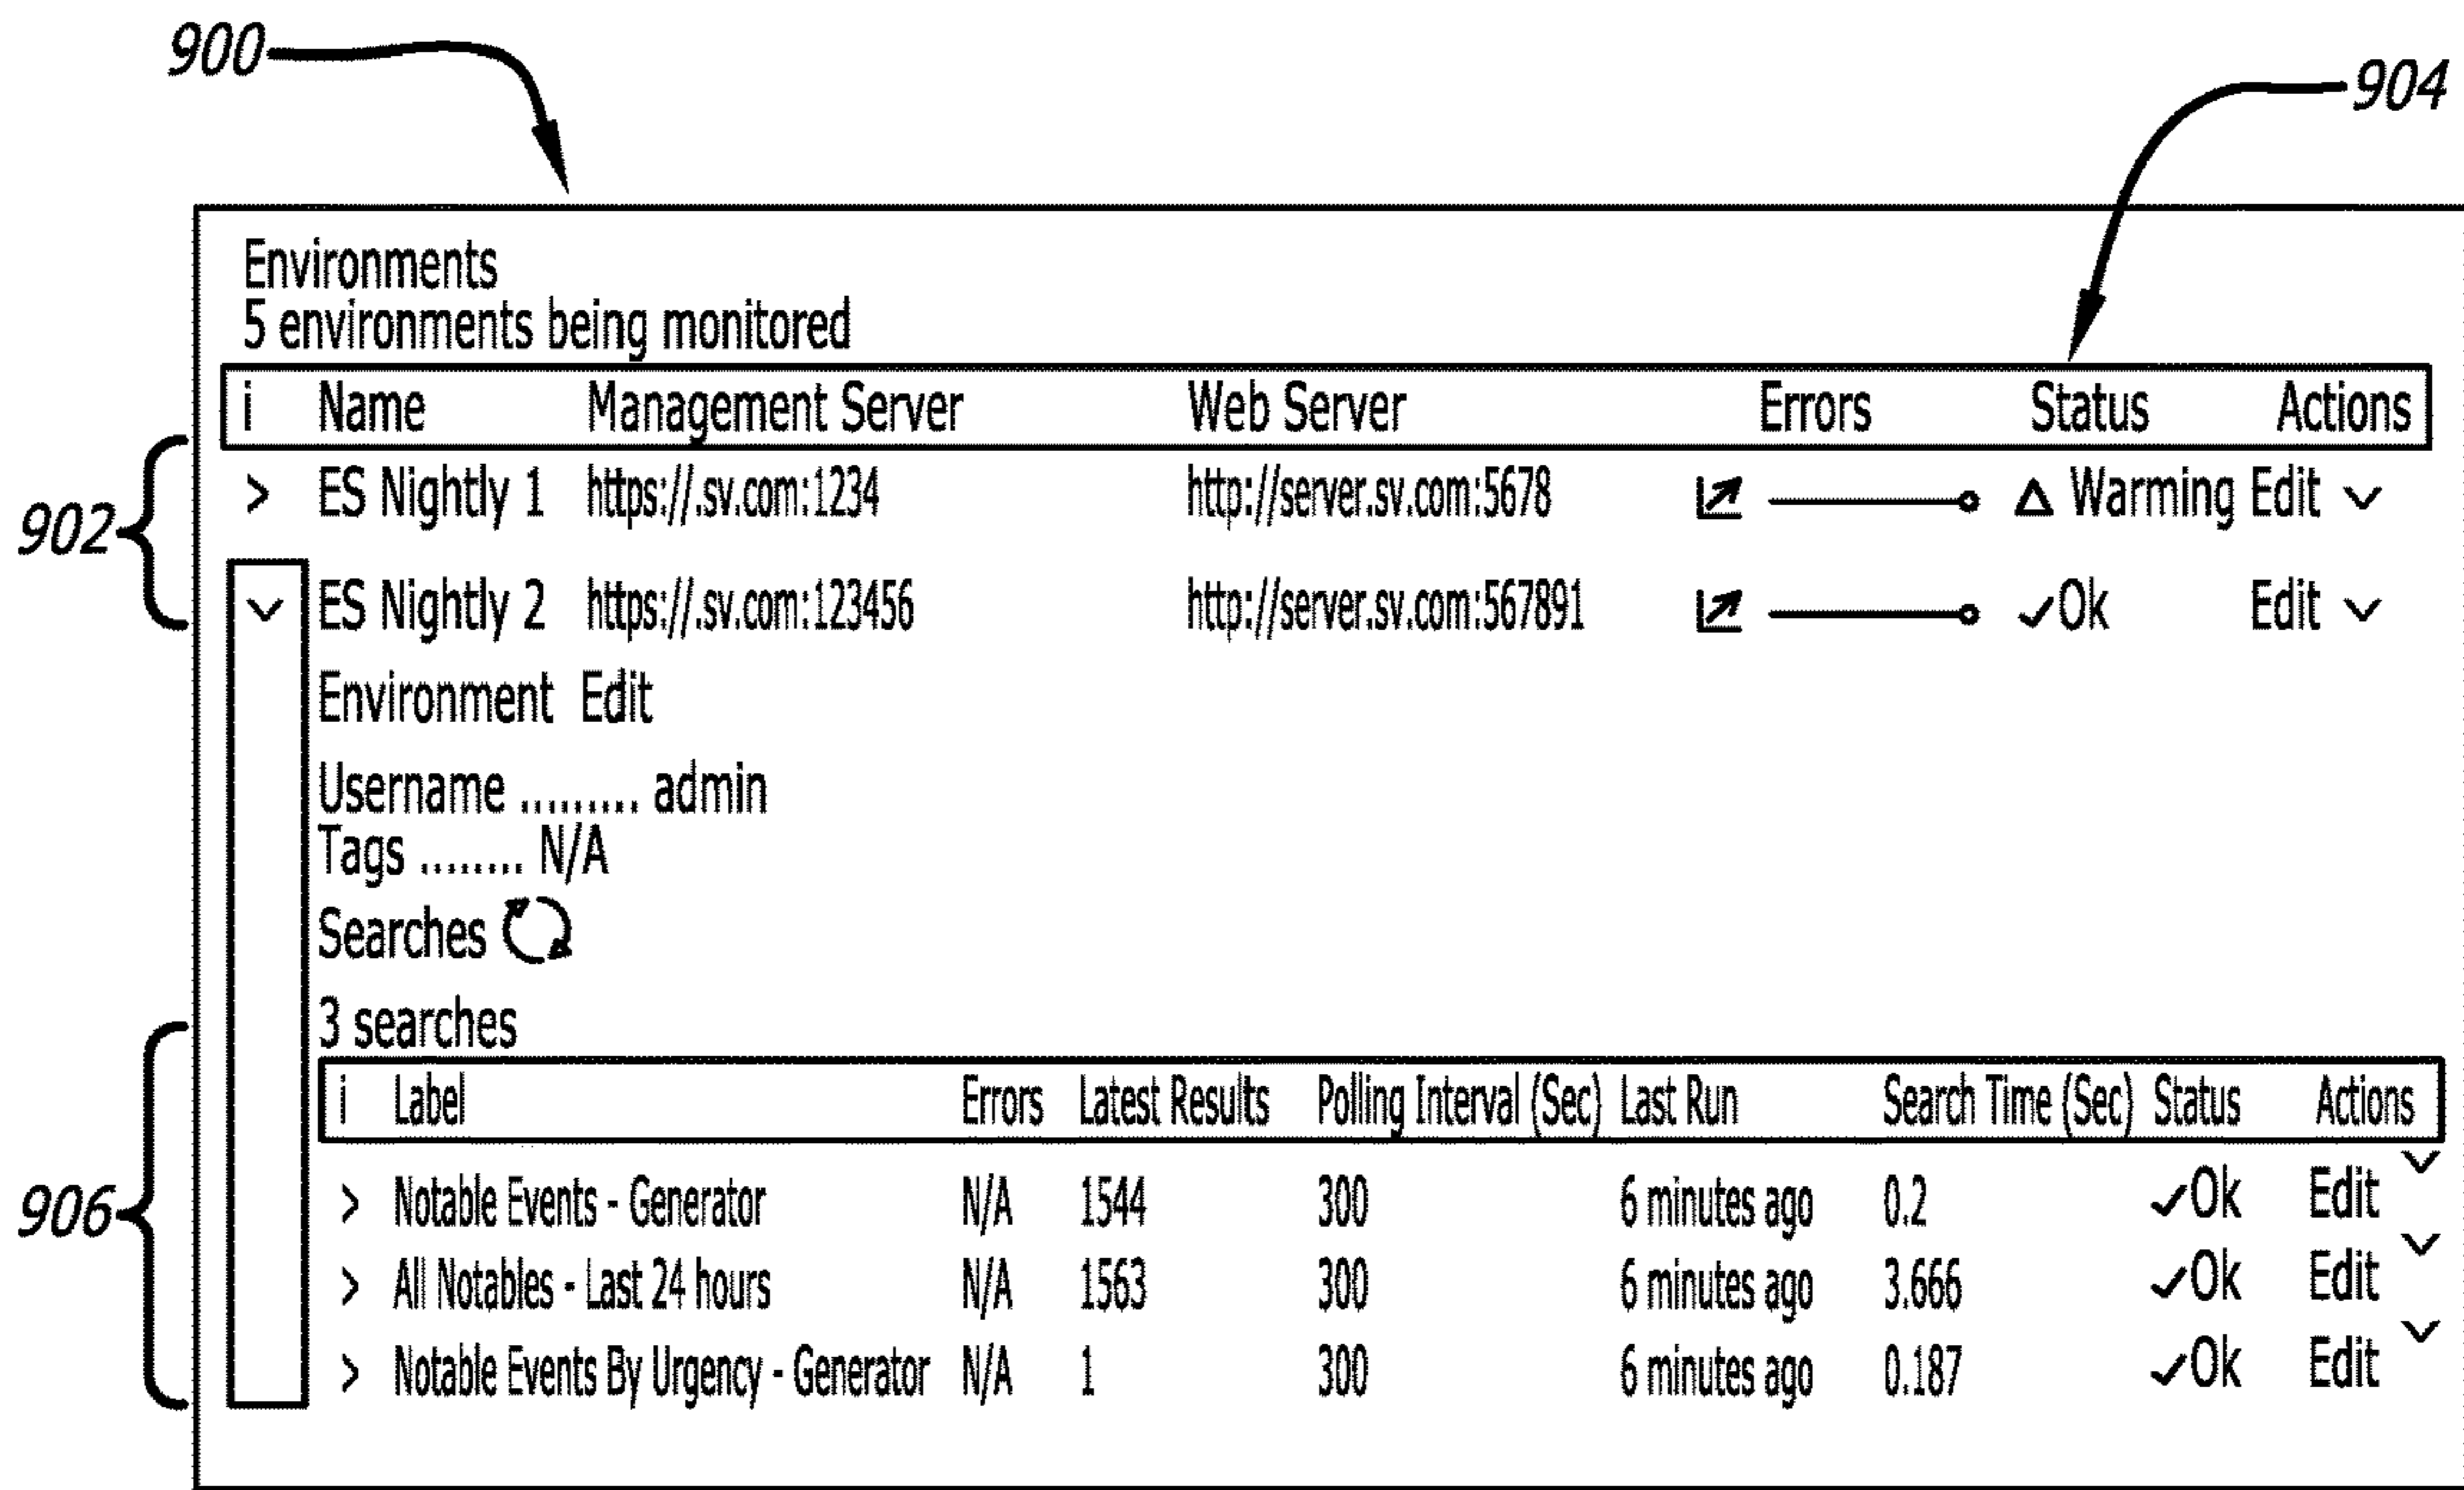 900
904
Environments
5 environments being monitored
i Name Management Server Web Server Errors Status Actions
902
> ES Nightly 1 https://.sv.com:1234 http://server.sv.com:5678 Warming Edit
ES Nightly 2 https://.sv.com:123456 http://server.sv.com:567891 Ok Edit
Environment Edit
Username ......... admin
Tags ........ N/A
Searches
3 searches
i Label Errors Latest Results Polling Interval (Sec) Last Run Search Time (Sec) Status Actions
906
> Notable Events - Generator N/A 1544 300 6 minutes ago 0.2 Ok Edit
> All Notables - Last 24 hours N/A 1563 300 6 minutes ago 3.666 Ok Edit
> Notable Events By Urgency - Generator N/A 1 300 6 minutes ago 0.187 Ok Edit